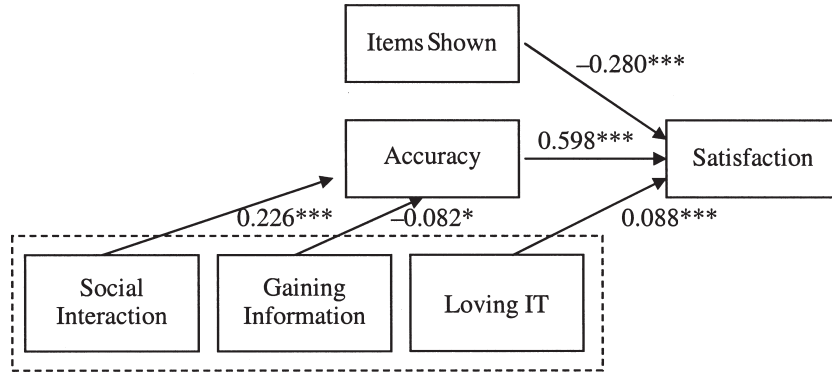 Items Shown
–0.280***
Accuracy
0.598***
Satisfaction
0.226***
–0.082*
0.088***
Social
Interaction
Gaining
Information
Loving IT